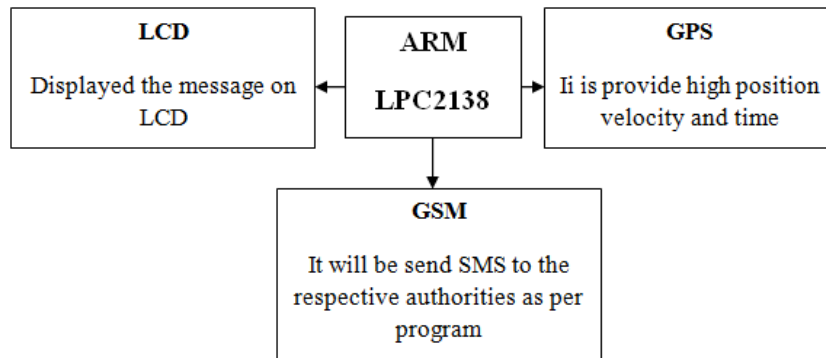 LCD
Displayed the message on
LCD
ARM
LPC2138
GPS
Ii is provide high position
velocity and time
GSM
It will be send SMS to the
respective authorities as per
program